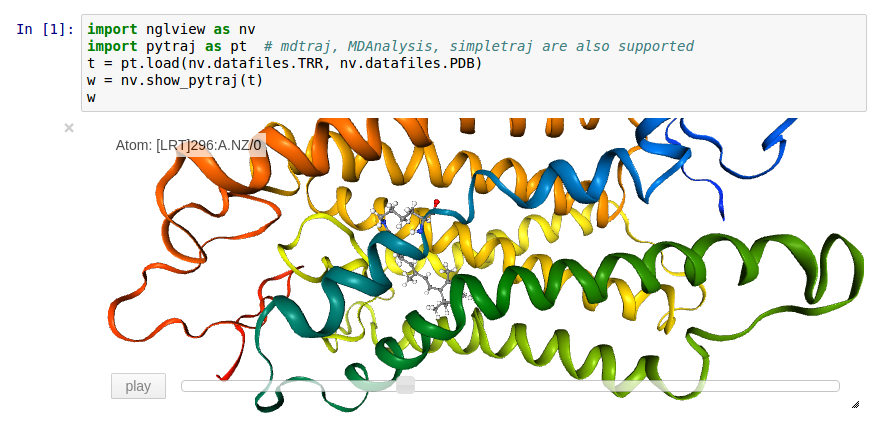 In [1]: import nglview as nv
import pytraj as pt  # mdtraj, MDAnalysis, simpletraj are also supported
t = pt.load(nv.datafiles.TRR, nv.datafiles.PDB)
w = nv.show_pytraj(t)
w
×
Atom: [LRT]296:A.NZ/0
play